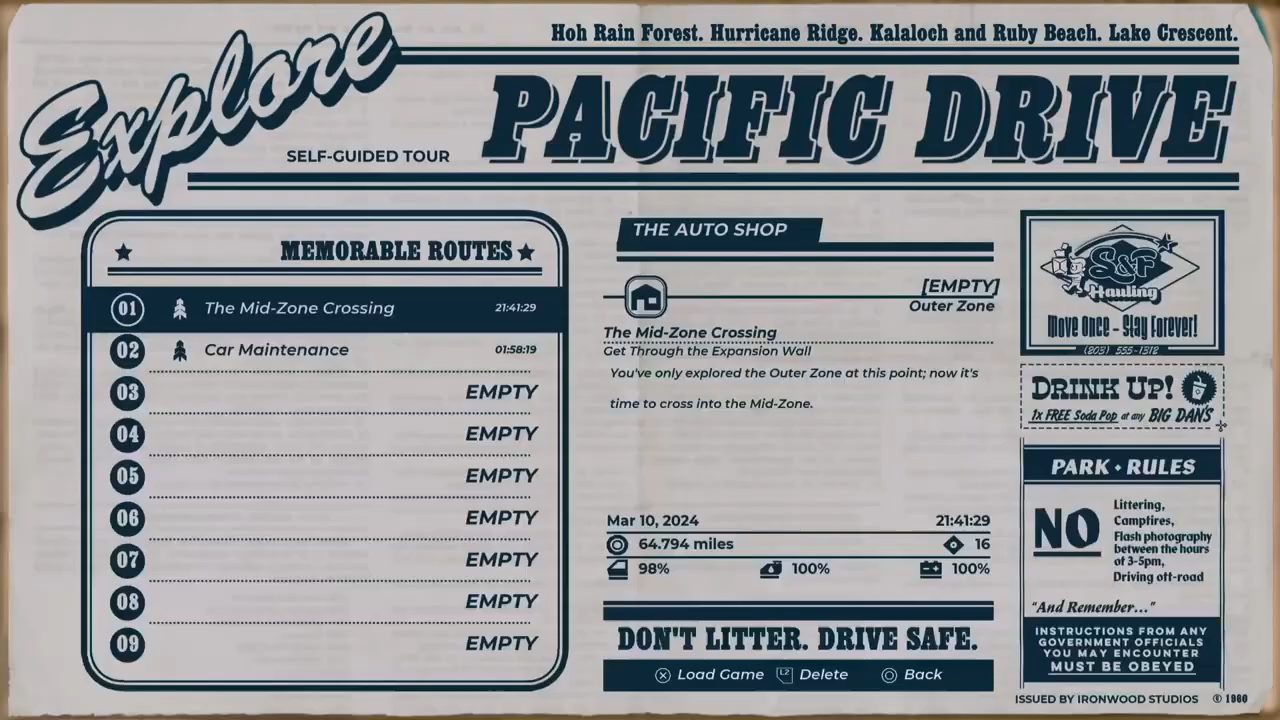 Explore
Hoh Rain Forest. Hurricane Ridge. Kalaloch and Ruby Beach. Lake Crescent.
PACIFIC DRIVE
SELF-GUIDED TOUR
MEMORABLE ROUTES
01 The Mid-Zone Crossing 21:41:29
02 Car Maintenance 01:58:19
03 EMPTY
04 EMPTY
05 EMPTY
06 EMPTY
07 EMPTY
08 EMPTY
09 EMPTY
THE AUTO SHOP
[EMPTY]
Outer Zone
The Mid-Zone Crossing
Get Through the Expansion Wall
You've only explored the Outer Zone at this point; now it's
time to cross into the Mid-Zone.
Mar 10, 2024 21:41:29
64.794 miles 16
98% 100% 100%
DON'T LITTER. DRIVE SAFE.
Load Game L2 Delete Back
S&F
Hauling
Move Once - Stay Forever!
(803) 555-1312
DRINK UP!
1x FREE Soda Pop at any BIG DAN'S
PARK • RULES
NO
Littering,
Campfires,
Flash photography
between the hours
of 3-5pm,
Driving off-road
"And Remember..."
INSTRUCTIONS FROM ANY
GOVERNMENT OFFICIALS
YOU MAY ENCOUNTER
MUST BE OBEYED
ISSUED BY IRONWOOD STUDIOS © 1960